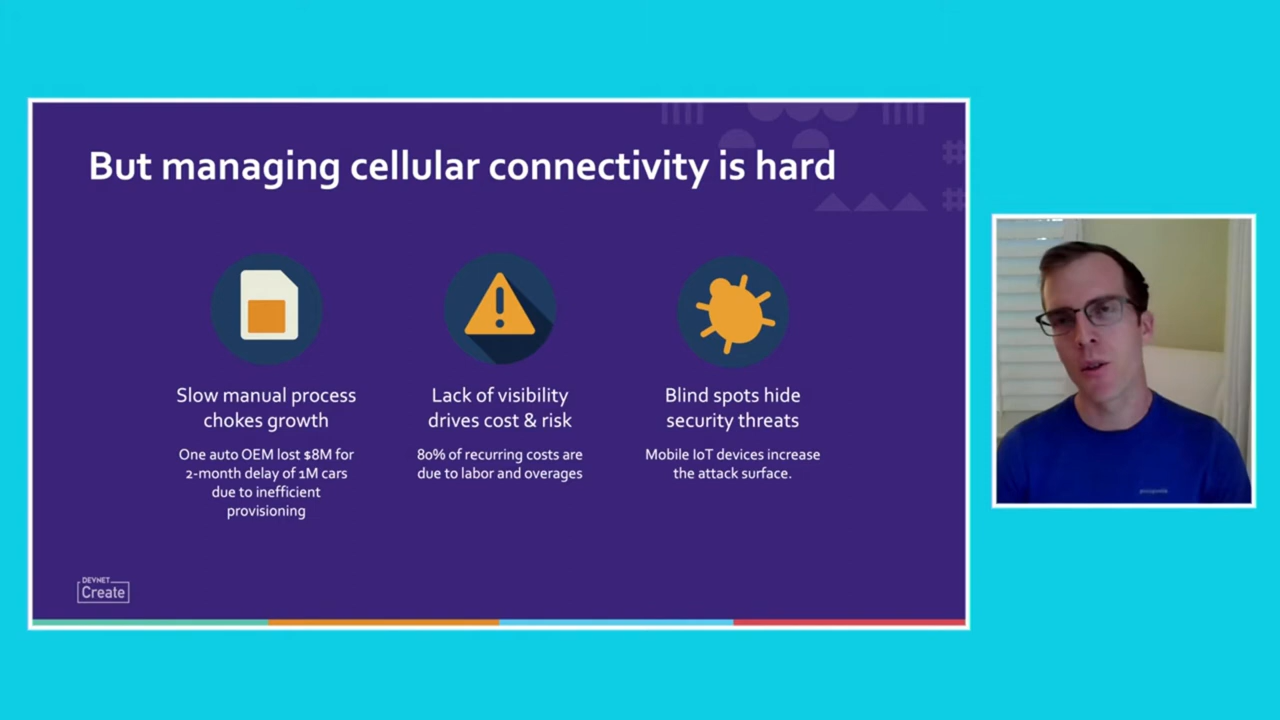 But managing cellular connectivity is hard
Slow manual process
chokes growth
One auto OEM lost $8M for
2-month delay of 1M cars
due to inefficient
provisioning
Lack of visibility
drives cost & risk
80% of recurring costs are
due to labor and overages
Blind spots hide
security threats
Mobile IoT devices increase
the attack surface.
DEVNET
Create
patagonia